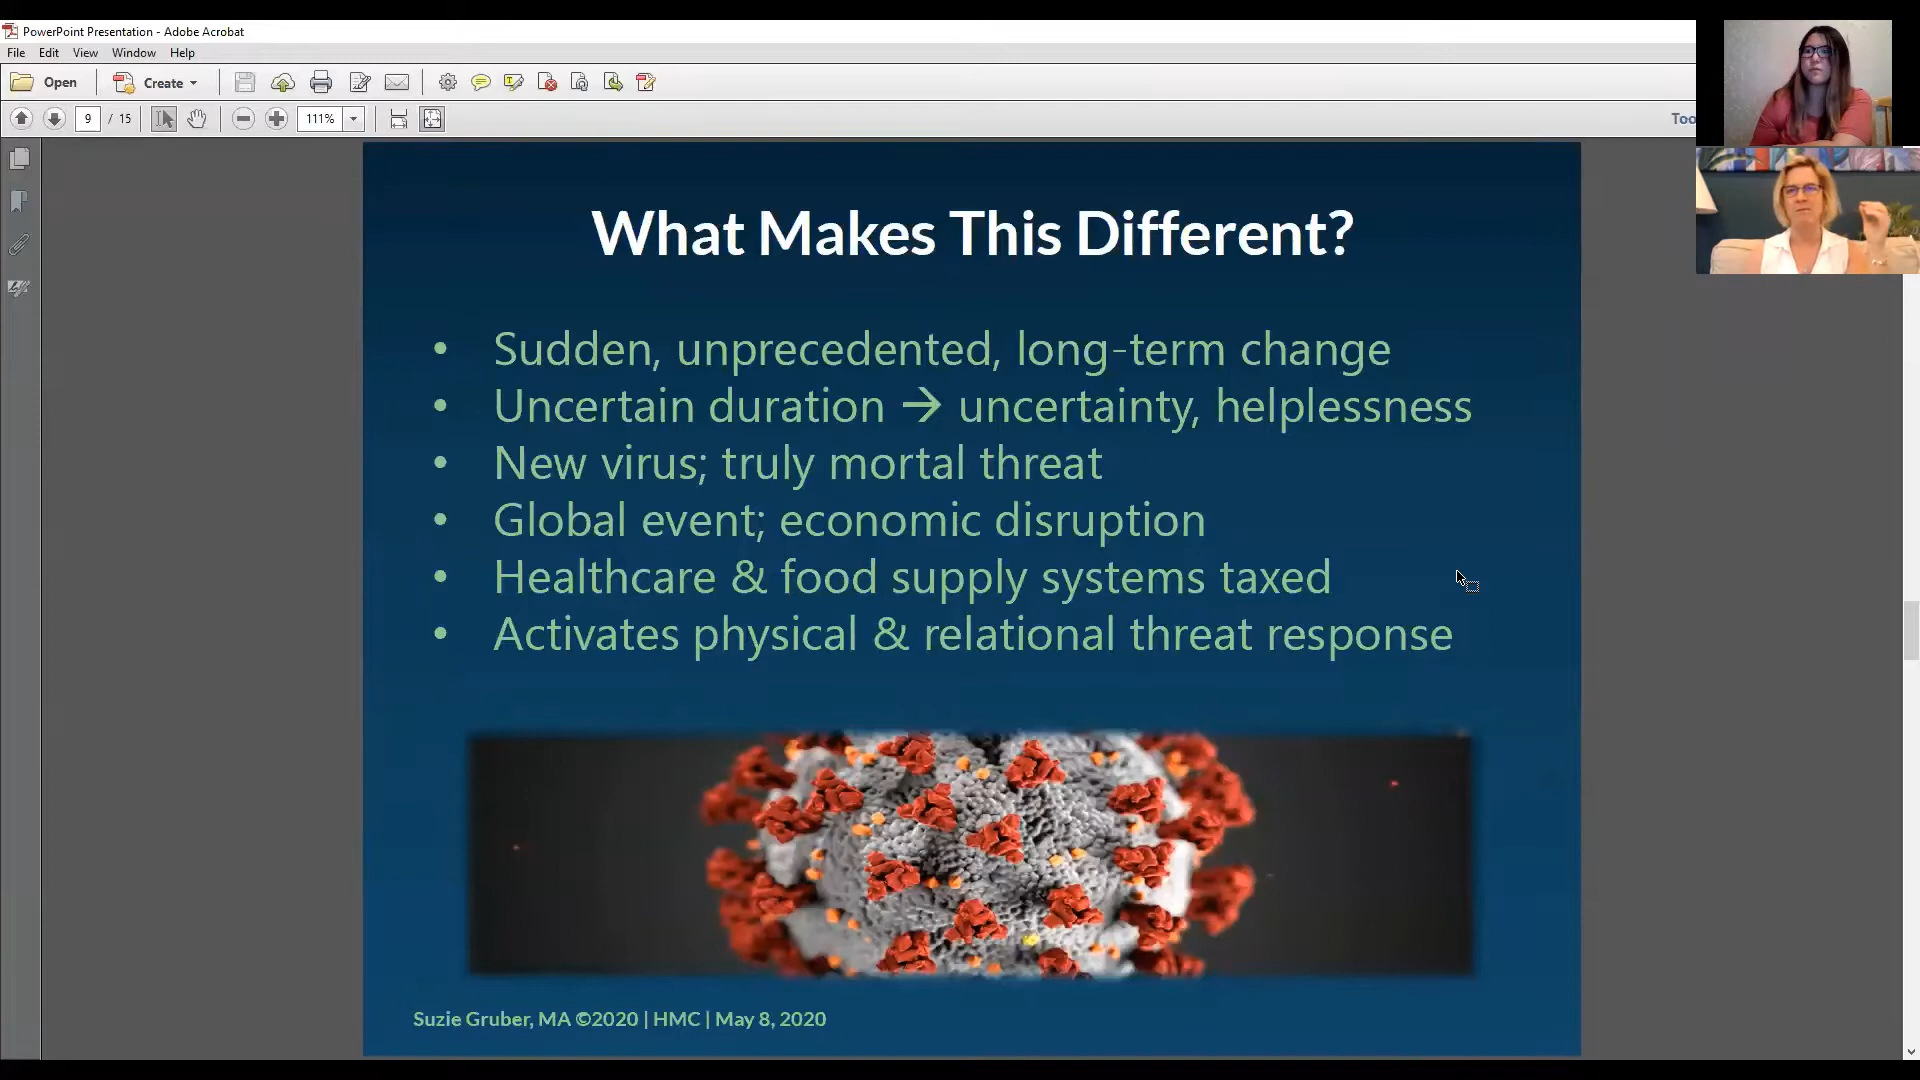 PowerPoint Presentation - Adobe Acrobat
File Edit View Window Help
Open Create
9 / 15 111%
Too
What Makes This Different?
• Sudden, unprecedented, long-term change
• Uncertain duration → uncertainty, helplessness
• New virus; truly mortal threat
• Global event; economic disruption
• Healthcare & food supply systems taxed
• Activates physical & relational threat response
Suzie Gruber, MA ©2020 | HMC | May 8, 2020